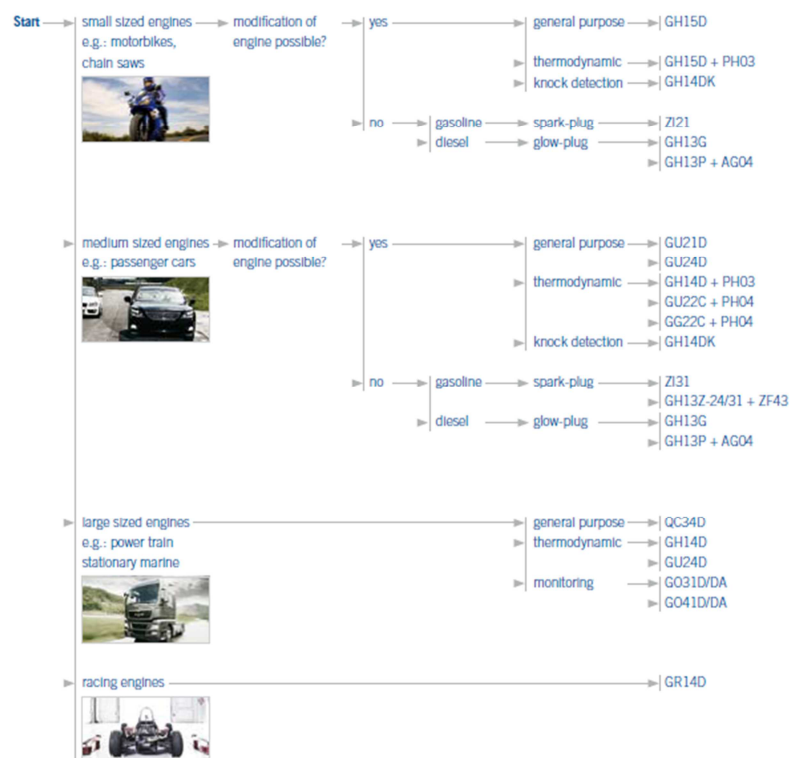 Start small sized engines modification of yes general purpose GH15D
e.g.: motorbikes, engine possible?
chain saws thermodynamic GH15D + PH03
knock detection GH14DK
no gasoline spark-plug ZI21
diesel glow-plug GH13G
GH13P + AG04
medium sized engines modification of yes general purpose GU21D
e.g.: passenger cars engine possible? GU24D
thermodynamic GH14D + PH03
GU22C + PH04
GG22C + PH04
knock detection GH14DK
no gasoline spark-plug ZI31
GH13Z-24/31 + ZF43
diesel glow-plug GH13G
GH13P + AG04
large sized engines general purpose QC34D
e.g.: power train thermodynamic GH14D
stationary marine GU24D
monitoring GO31D/DA
GO41D/DA
racing engines GR14D